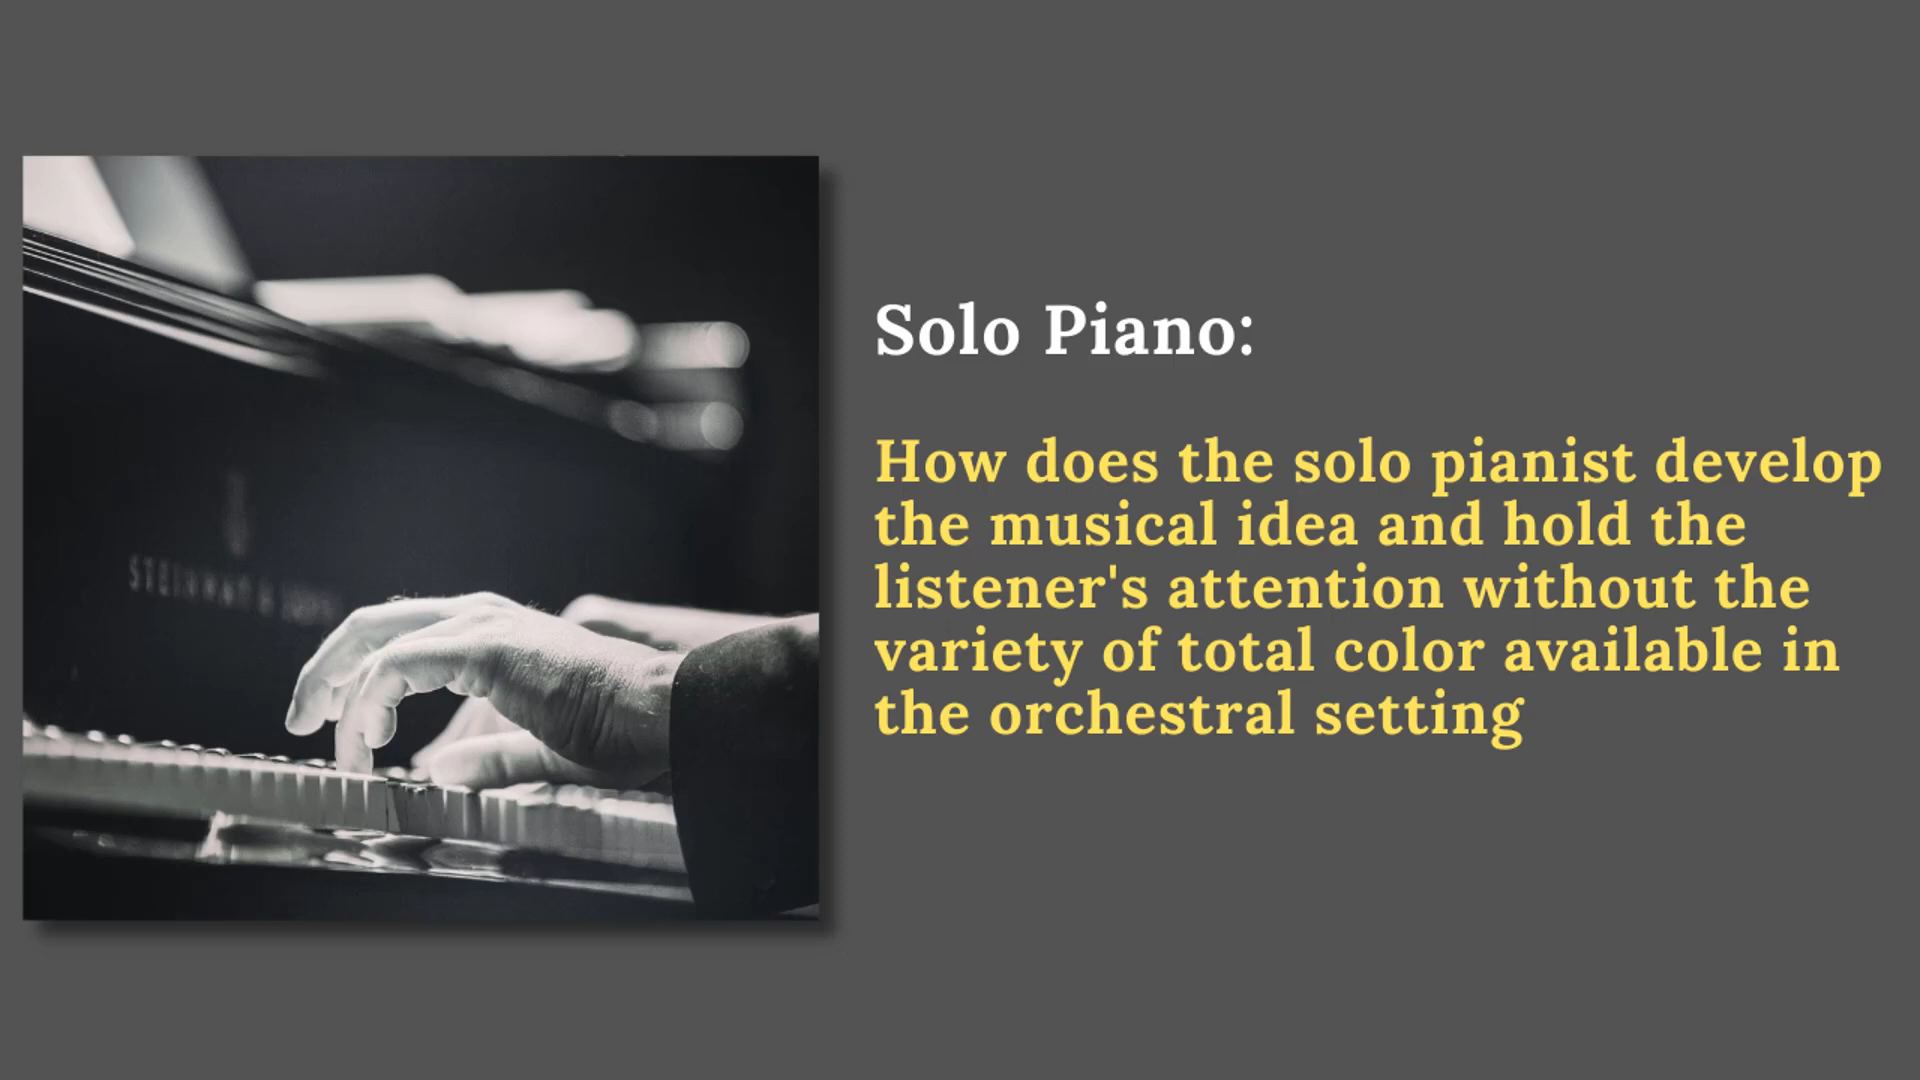 Solo Piano:
How does the solo pianist develop
the musical idea and hold the
listener's attention without the
variety of total color available in
the orchestral setting